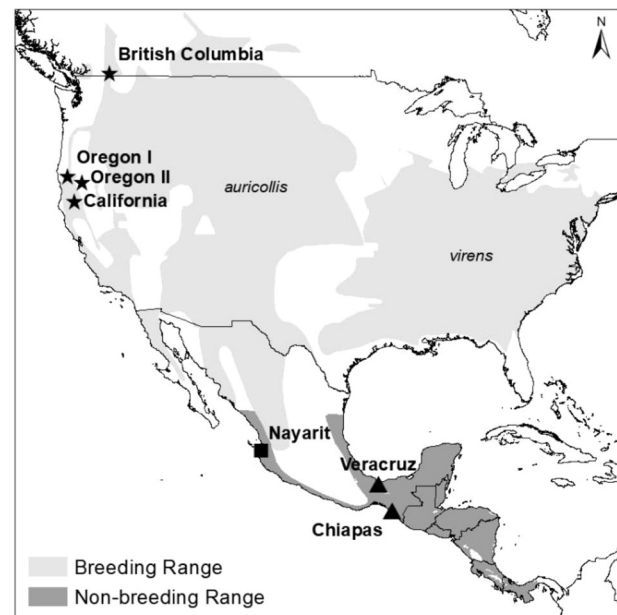 N
British Columbia
Oregon I
Oregon II
California
auricollis
virens
Nayarit
Veracruz
Chiapas
Breeding Range
Non-breeding Range